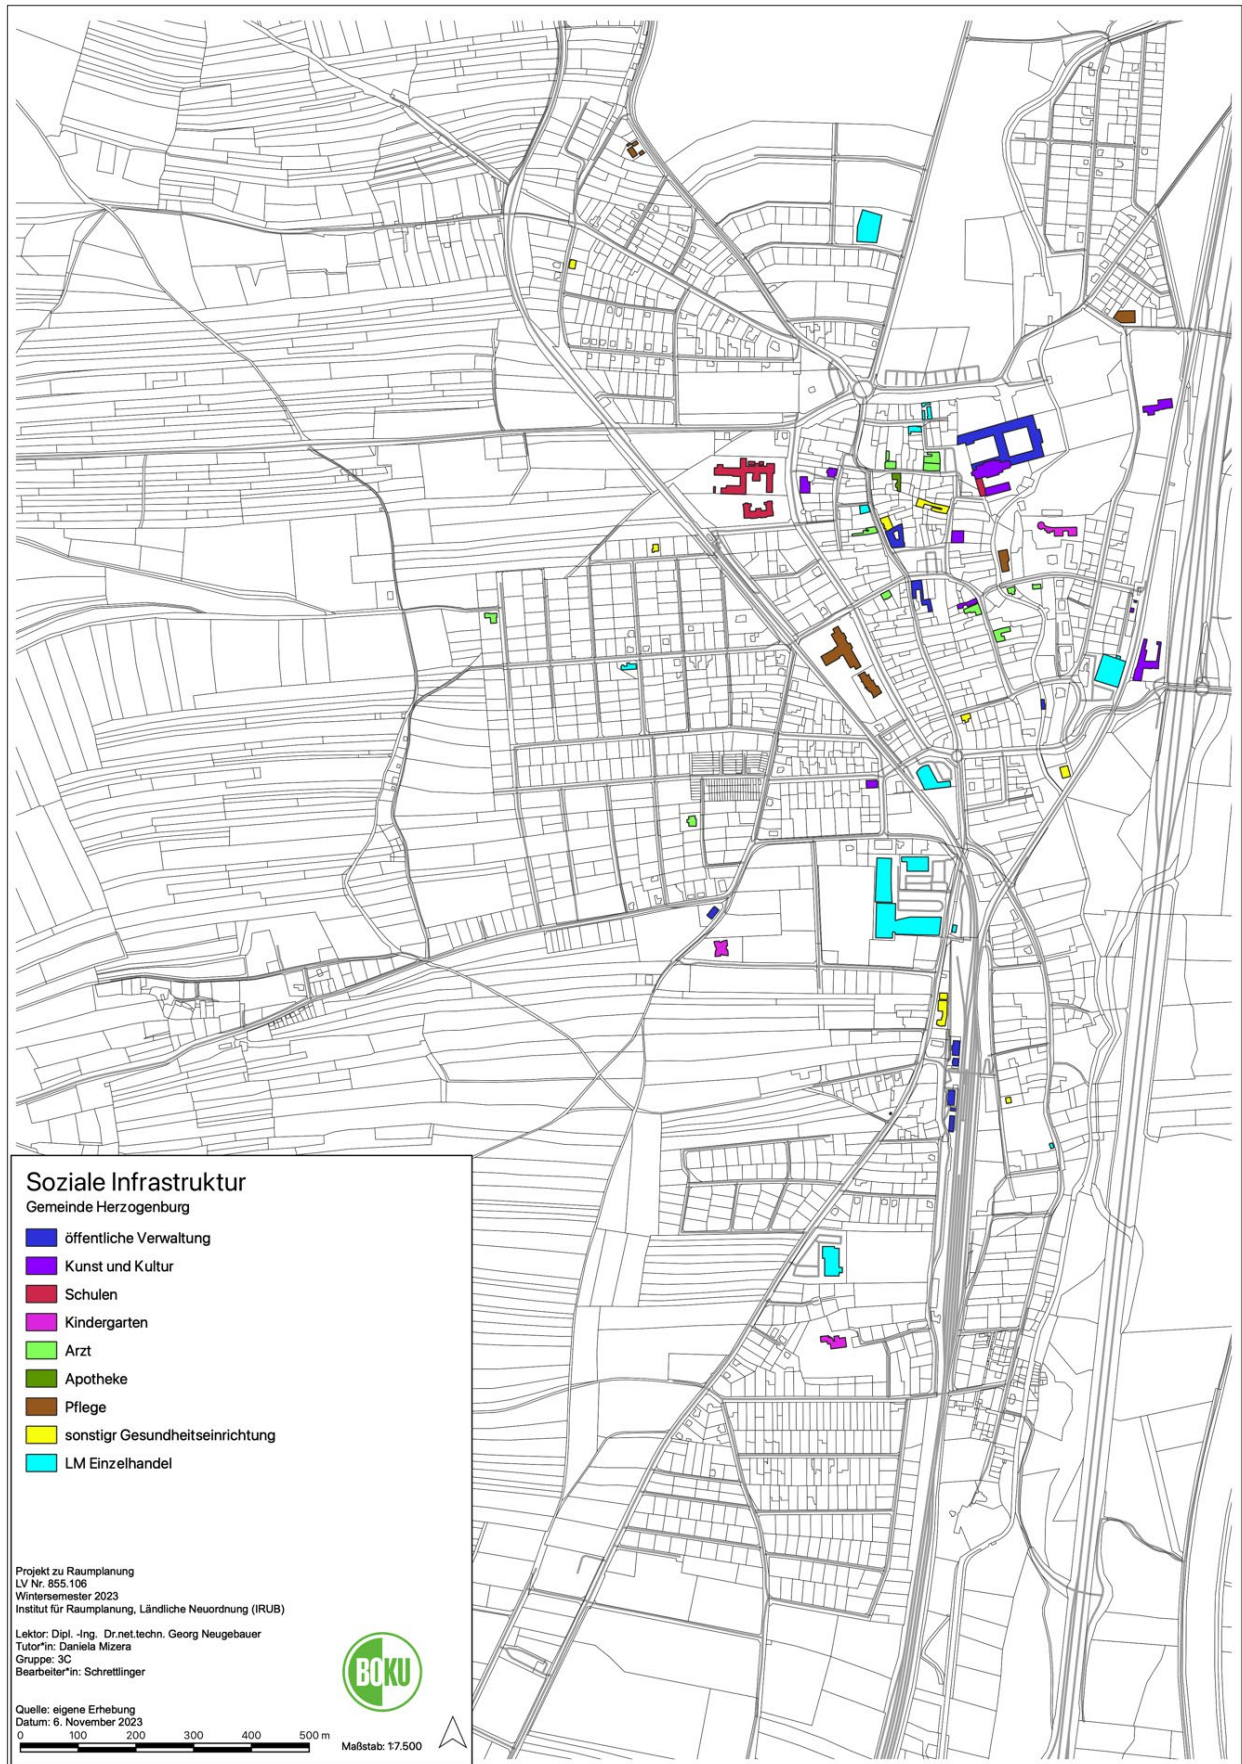 Soziale Infrastruktur
Gemeinde Herzogenburg
öffentliche Verwaltung
Kunst und Kultur
Schulen
Kindergarten
Arzt
Apotheke
Pflege
sonstigr Gesundheitseinrichtung
LM Einzelhandel
Projekt zu Raumplanung
LV Nr. 855.106
Wintersemester 2023
Institut für Raumplanung, Ländliche Neuordnung (IRUB)
Lektor: Dipl. -Ing. Dr.net.techn. Georg Neugebauer
Tutor*in: Daniela Mizera
Gruppe: 3C
Bearbeiter*in: Schrettlinger
BOKU
Quelle: eigene Erhebung
Datum: 6. November 2023
0 100 200 300 400 500 m
Maßstab: 1:7.500